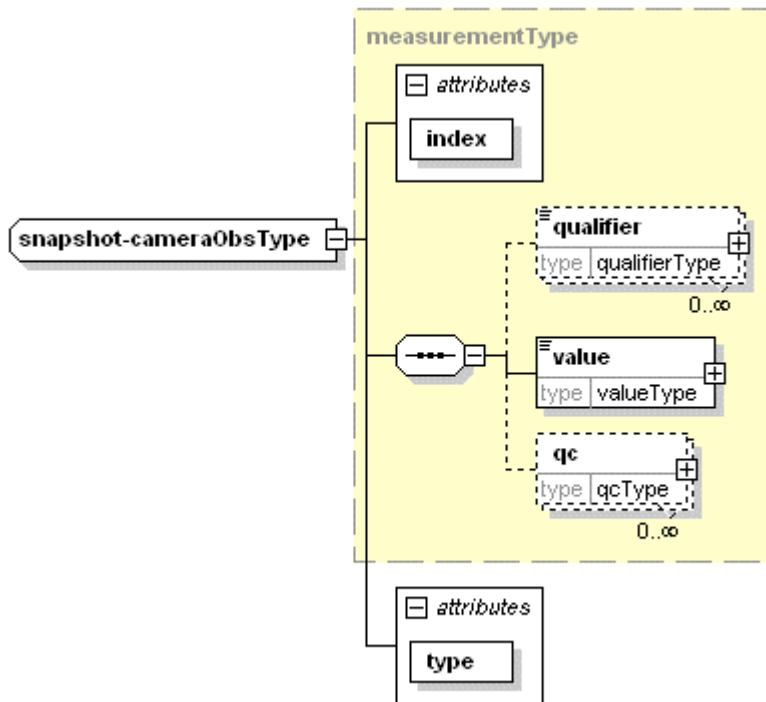 measurementType
attributes
index
snapshot-cameraObsType
qualifier
type qualifierType
0..∞
value
type valueType
qc
type qcType
0..∞
attributes
type